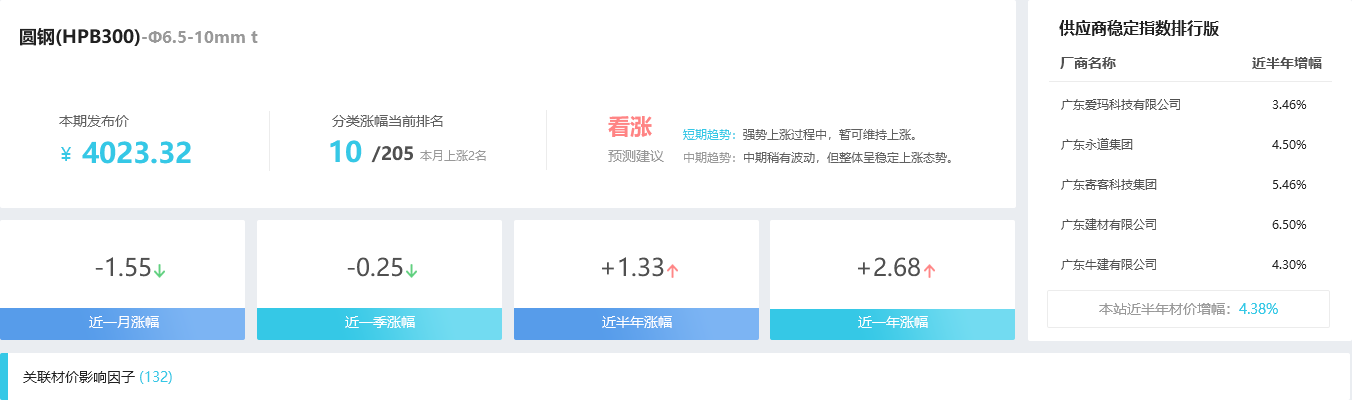 圆钢(HPB300)-Φ6.5-10mm t
本期发布价
¥ 4023.32
分类涨幅当前排名
10 /205 本月上涨2名
看涨
预测建议
短期趋势：强势上涨过程中，暂可维持上涨。
中期趋势：中期稍有波动，但整体呈稳定上涨态势。
-1.55↓
近一月涨幅
-0.25↓
近一季涨幅
+1.33↑
近半年涨幅
+2.68↑
近一年涨幅
供应商稳定指数排行版
厂商名称 近半年增幅
广东爱玛科技有限公司 3.46%
广东永道集团 4.50%
广东寄客科技集团 5.46%
广东建材有限公司 6.50%
广东牛建有限公司 4.30%
本站近半年材价增幅：4.38%
关联材价影响因子 (132)